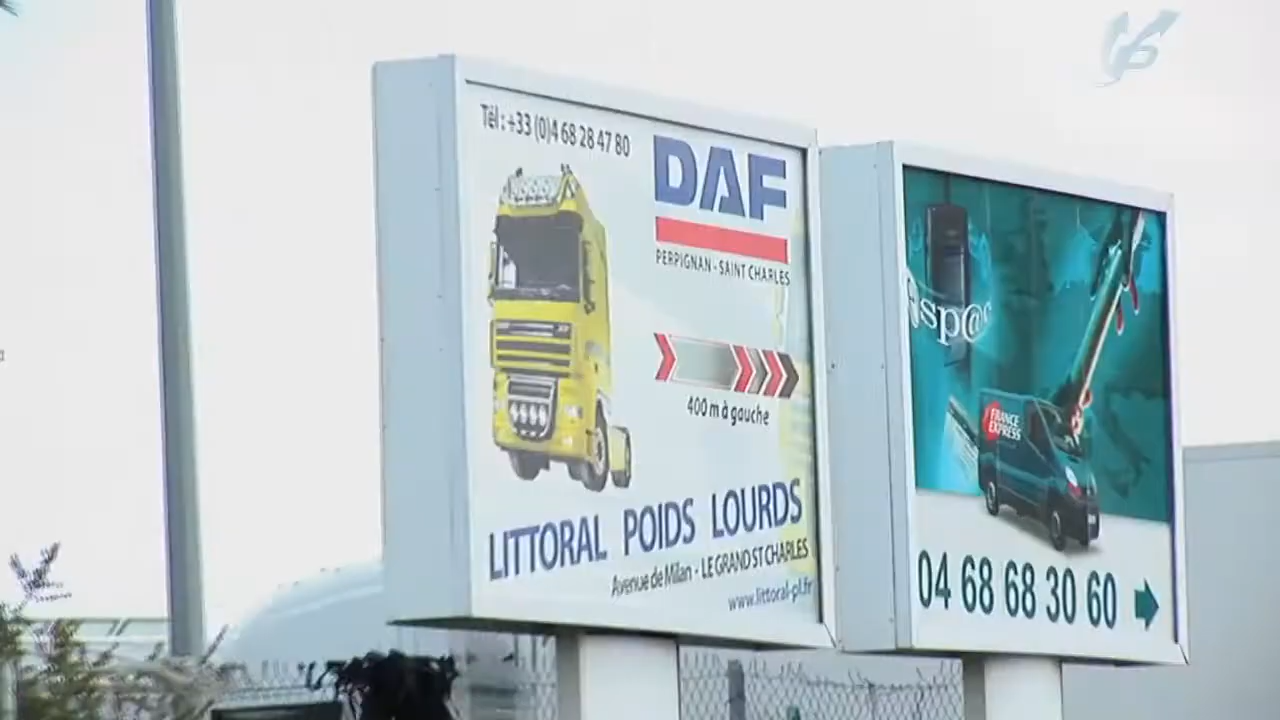 Tél : +33 (0)4 68 28 47 80
DAF
PERPIGNAN - SAINT CHARLES
400 m à gauche
LITTORAL POIDS LOURDS
Avenue de Milan - LE GRAND ST CHARLES
www.littoral-pl.fr
nsp@c
FRANCE
EXPRESS
04 68 68 30 60